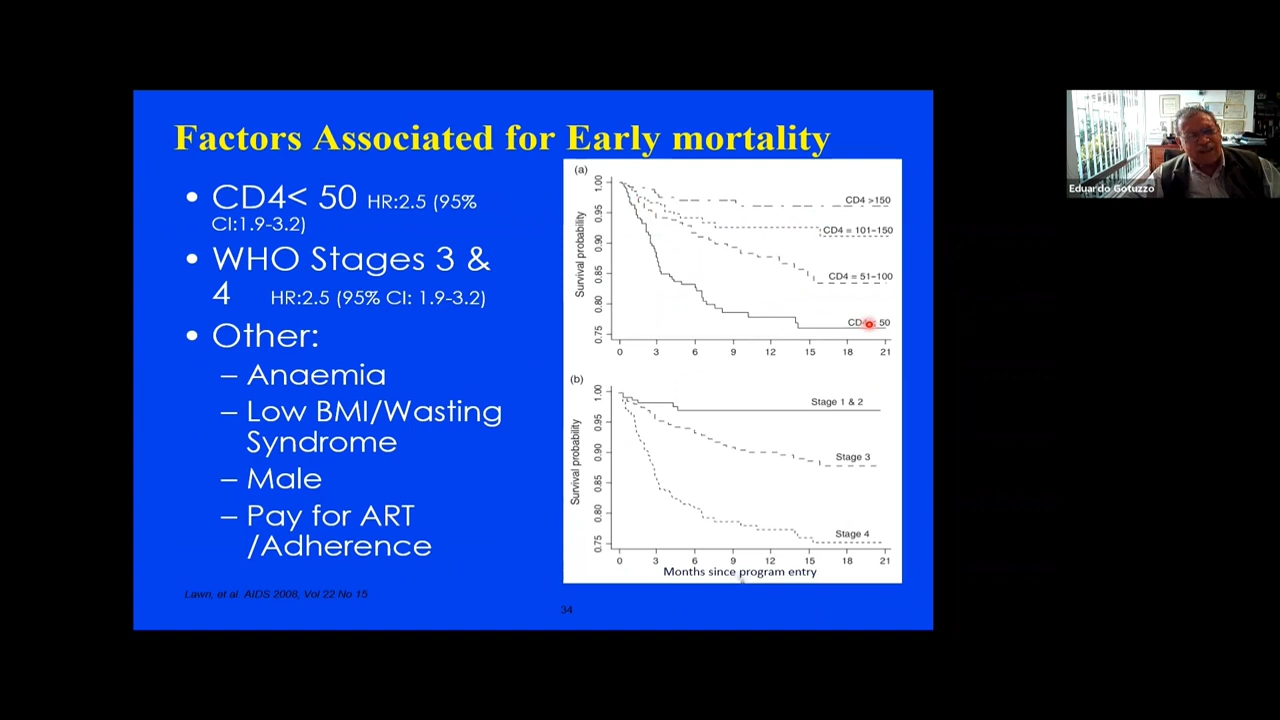 Factors Associated for Early mortality
• CD4< 50 HR:2.5 (95%
CI:1.9-3.2)
• WHO Stages 3 &
4 HR:2.5 (95% CI: 1.9-3.2)
• Other:
– Anaemia
– Low BMI/Wasting
Syndrome
– Male
– Pay for ART
/Adherence
Lawn, et al. AIDS 2008, Vol 22 No 15
34
(a)
Survival probability
1.00
0.95
0.90
0.85
0.80
0.75
CD4 >150
CD4 = 101–150
CD4 = 51–100
50
0 3 6 9 12 15 18 21
(b)
Survival probability
1.00
0.95
0.90
0.85
0.80
0.75
Stage 1 & 2
Stage 3
Stage 4
0 3 6 9 12 15 18 21
Months since program entry
Eduardo Gotuzzo